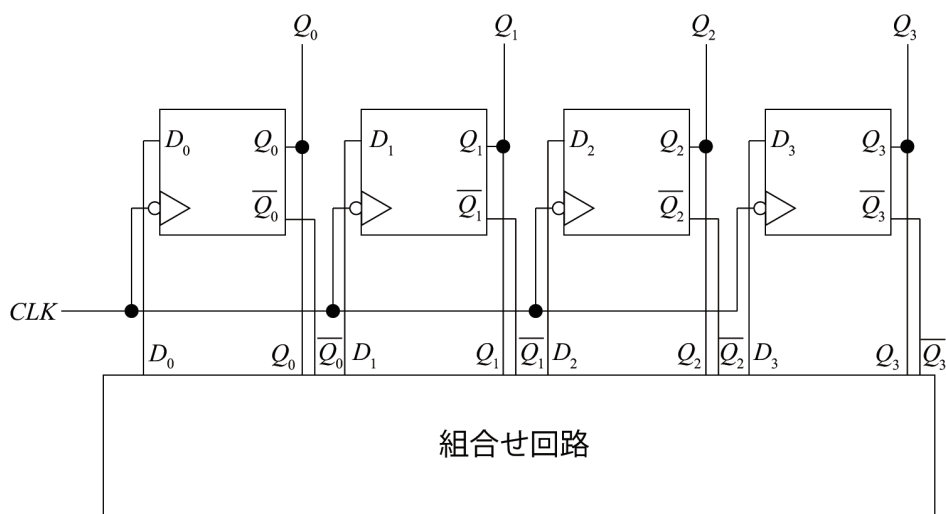 Q₀ Q₁ Q₂ Q₃
D₀ Q₀ D₁ Q₁ D₂ Q₂ D₃ Q₃
Q̅₀ Q̅₁ Q̅₂ Q̅₃
CLK
D₀ Q₀ Q̅₀ D₁ Q₁ Q̅₁ D₂ Q₂ Q̅₂ D₃ Q₃ Q̅₃
組合せ回路